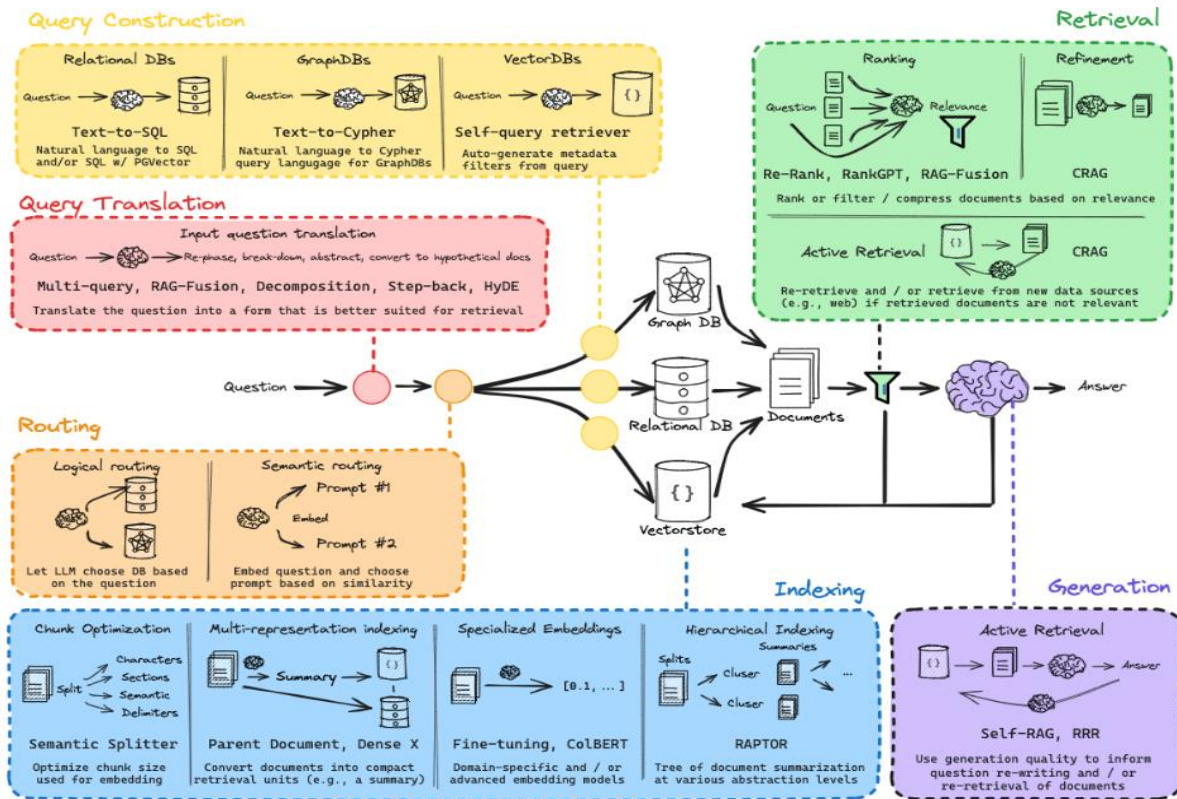 Query Construction
Relational DBs
Question
Text-to-SQL
Natural language to SQL
and/or SQL w/ PGVector
GraphDBs
Question
Text-to-Cypher
Natural language to Cypher
query langugage for GraphDBs
VectorDBs
Question
{}
Self-query retriever
Auto-generate metadata
filters from query
Retrieval
Ranking
Question
Relevance
Re-Rank, RankGPT, RAG-Fusion
Refinement
CRAG
Rank or filter / compress documents based on relevance
Active Retrieval
{}
CRAG
Re-retrieve and / or retrieve from new data sources
(e.g., web) if retrieved documents are not relevant
Query Translation
Input question translation
Question
Re-phase, break-down, abstract, convert to hypothetical docs
Multi-query, RAG-Fusion, Decomposition, Step-back, HyDE
Translate the question into a form that is better suited for retrieval
Question
Graph DB
Relational DB
{}
Vectorstore
Documents
Answer
Routing
Logical routing
Let LLM choose DB based
on the question
Semantic routing
Prompt #1
Embed
Prompt #2
Embed question and choose
prompt based on similarity
Indexing
Chunk Optimization
Split
Characters
Sections
Semantic
Delimiters
Semantic Splitter
Optimize chunk size
used for embedding
Multi-representation indexing
Summary
{}
Parent Document, Dense X
Convert documents into compact
retrieval units (e.g., a summary)
Specialized Embeddings
[0.1, ...]
Fine-tuning, ColBERT
Domain-specific and / or
advanced embedding models
Hierarchical Indexing
Summaries
Splits
Cluser
Cluser
...
RAPTOR
Tree of document summarization
at various abstraction levels
Generation
Active Retrieval
{}
Answer
Self-RAG, RRR
Use generation quality to inform
question re-writing and / or
re-retrieval of documents